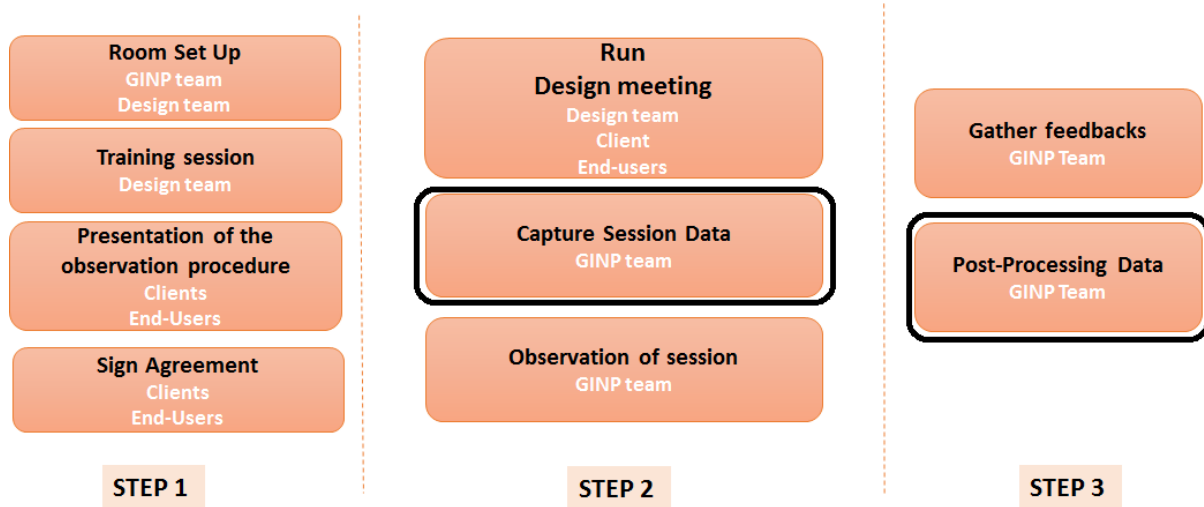 Room Set Up
GINP team
Design team
Training session
Design team
Presentation of the
observation procedure
Clients
End-Users
Sign Agreement
Clients
End-Users
STEP 1
Run
Design meeting
Design team
Client
End-users
Capture Session Data
GINP team
Observation of session
GINP team
STEP 2
Gather feedbacks
GINP Team
Post-Processing Data
GINP Team
STEP 3